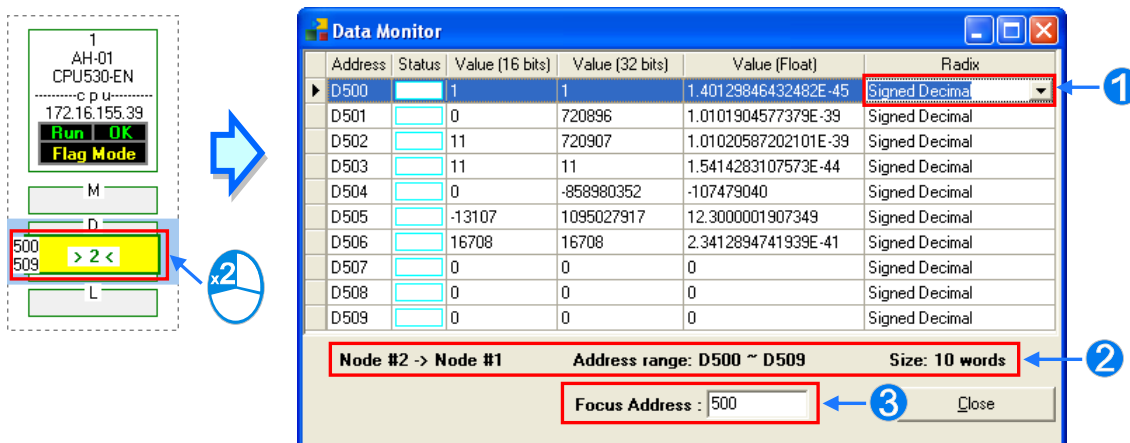 1
AH-01
CPU530-EN
---------c p u---------
172.16.155.39
Run OK
Flag Mode
M
D
500
509
> 2 <
L
x2
Data Monitor
Address Status Value (16 bits) Value (32 bits) Value (Float) Radix
D500 1 1 1.40129846432482E-45 Signed Decimal
D501 0 720896 1.0101904577379E-39 Signed Decimal
D502 11 720907 1.01020587202101E-39 Signed Decimal
D503 11 11 1.5414283107573E-44 Signed Decimal
D504 0 -858980352 -107479040 Signed Decimal
D505 -13107 1095027917 12.3000001907349 Signed Decimal
D506 16708 16708 2.3412894741939E-41 Signed Decimal
D507 0 0 0 Signed Decimal
D508 0 0 0 Signed Decimal
D509 0 0 0 Signed Decimal
1
Node #2 -> Node #1 Address range: D500 ~ D509 Size: 10 words
2
Focus Address : 500
3
Close